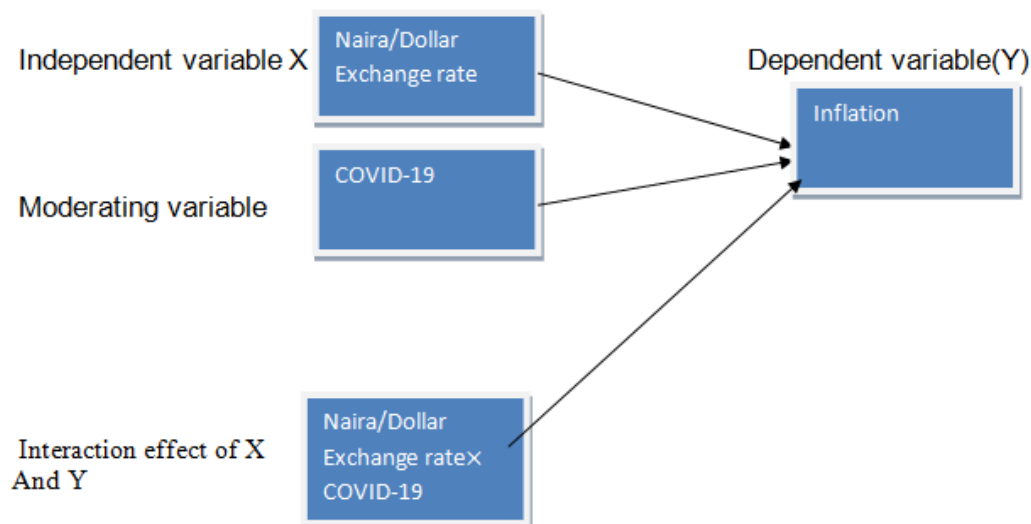 Independent variable X
Naira/Dollar
Exchange rate
Dependent variable(Y)
Inflation
Moderating variable
COVID-19
Interaction effect of X
And Y
Naira/Dollar
Exchange rate×
COVID-19